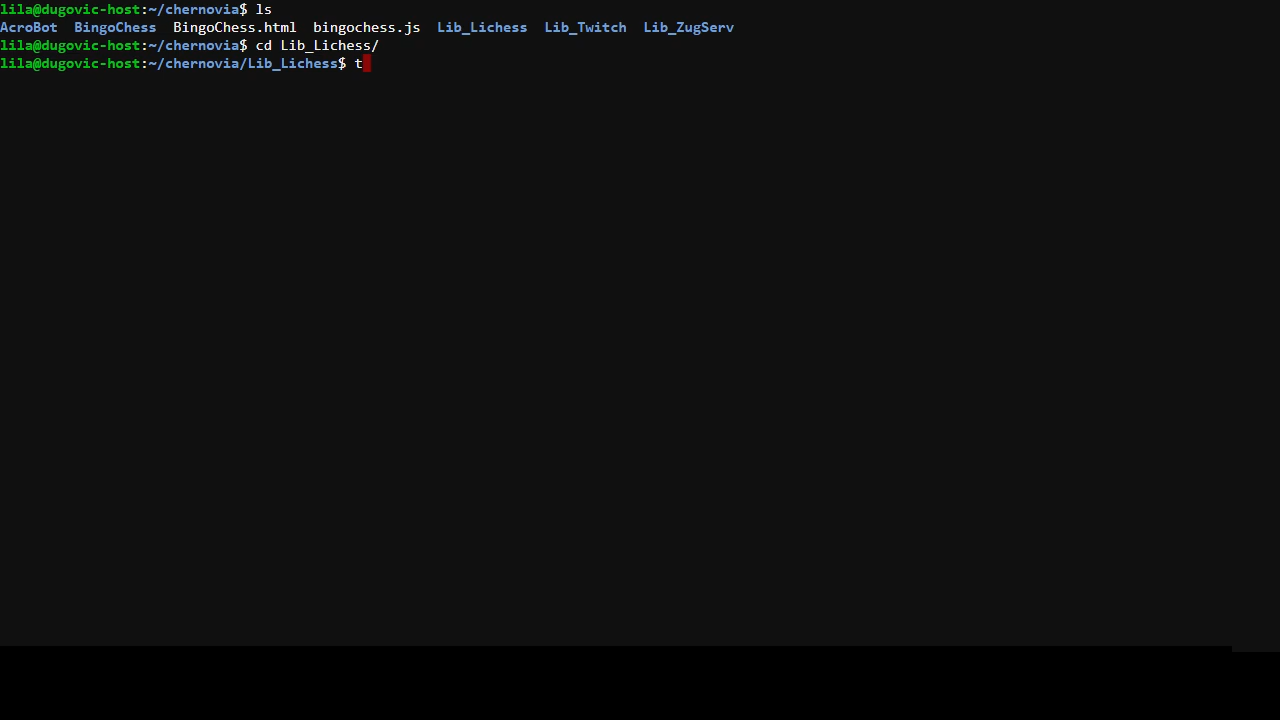 lila@dugovic-host:~/chernovia$ ls
AcroBot  BingoChess  BingoChess.html  bingochess.js  Lib_Lichess  Lib_Twitch  Lib_ZugServ
lila@dugovic-host:~/chernovia$ cd Lib_Lichess/
lila@dugovic-host:~/chernovia/Lib_Lichess$ t